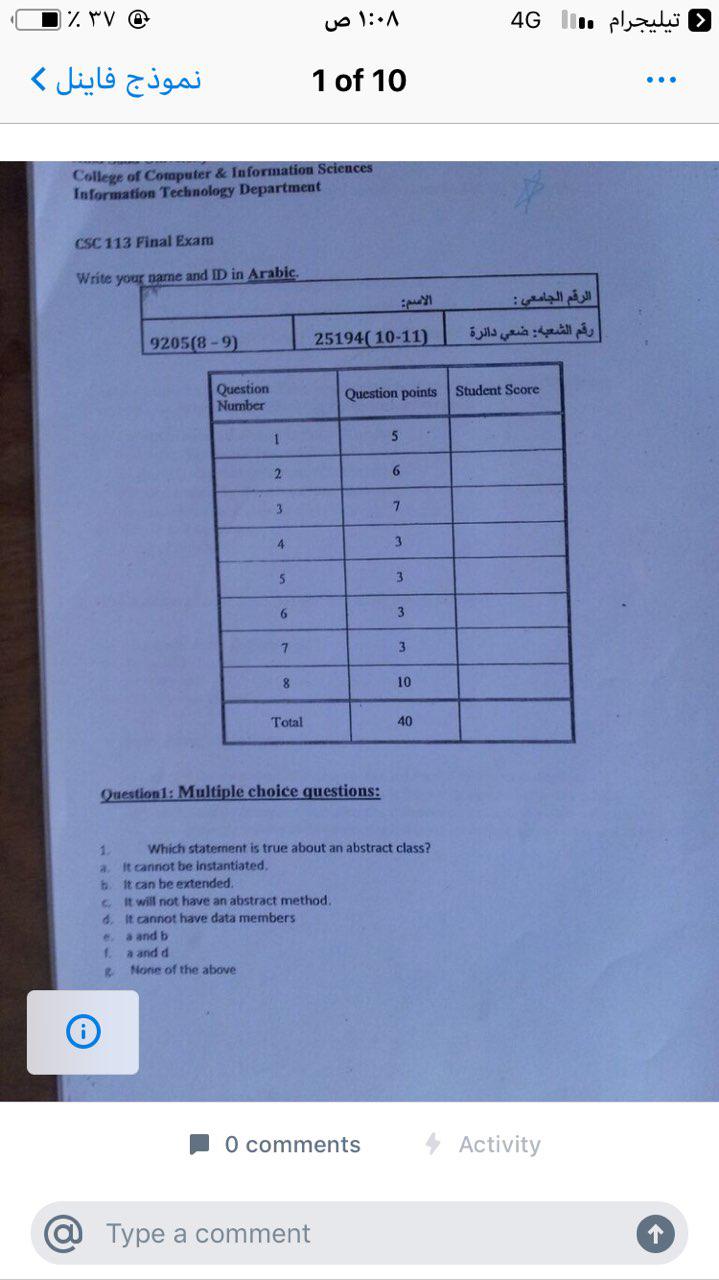 ٪ ٣٧
١:٠٨ ص
4G
تيليجرام
نموذج فاينل
1 of 10
College of Computer & Information Sciences
Information Technology Department
CSC 113 Final Exam
Write your name and ID in Arabic.
الرقم الجامعي : الاسم:
رقم الشعبة: ضعي دائرة 25194( 10-11) 9205(8 - 9)
Question Number Question points Student Score
1 5
2 6
3 7
4 3
5 3
6 3
7 3
8 10
Total 40
Question1: Multiple choice questions:
1. Which statement is true about an abstract class?
a. It cannot be instantiated.
b. It can be extended.
c. It will not have an abstract method.
d. It cannot have data members
e. a and b
f. a and d
g. None of the above
0 comments
Activity
Type a comment